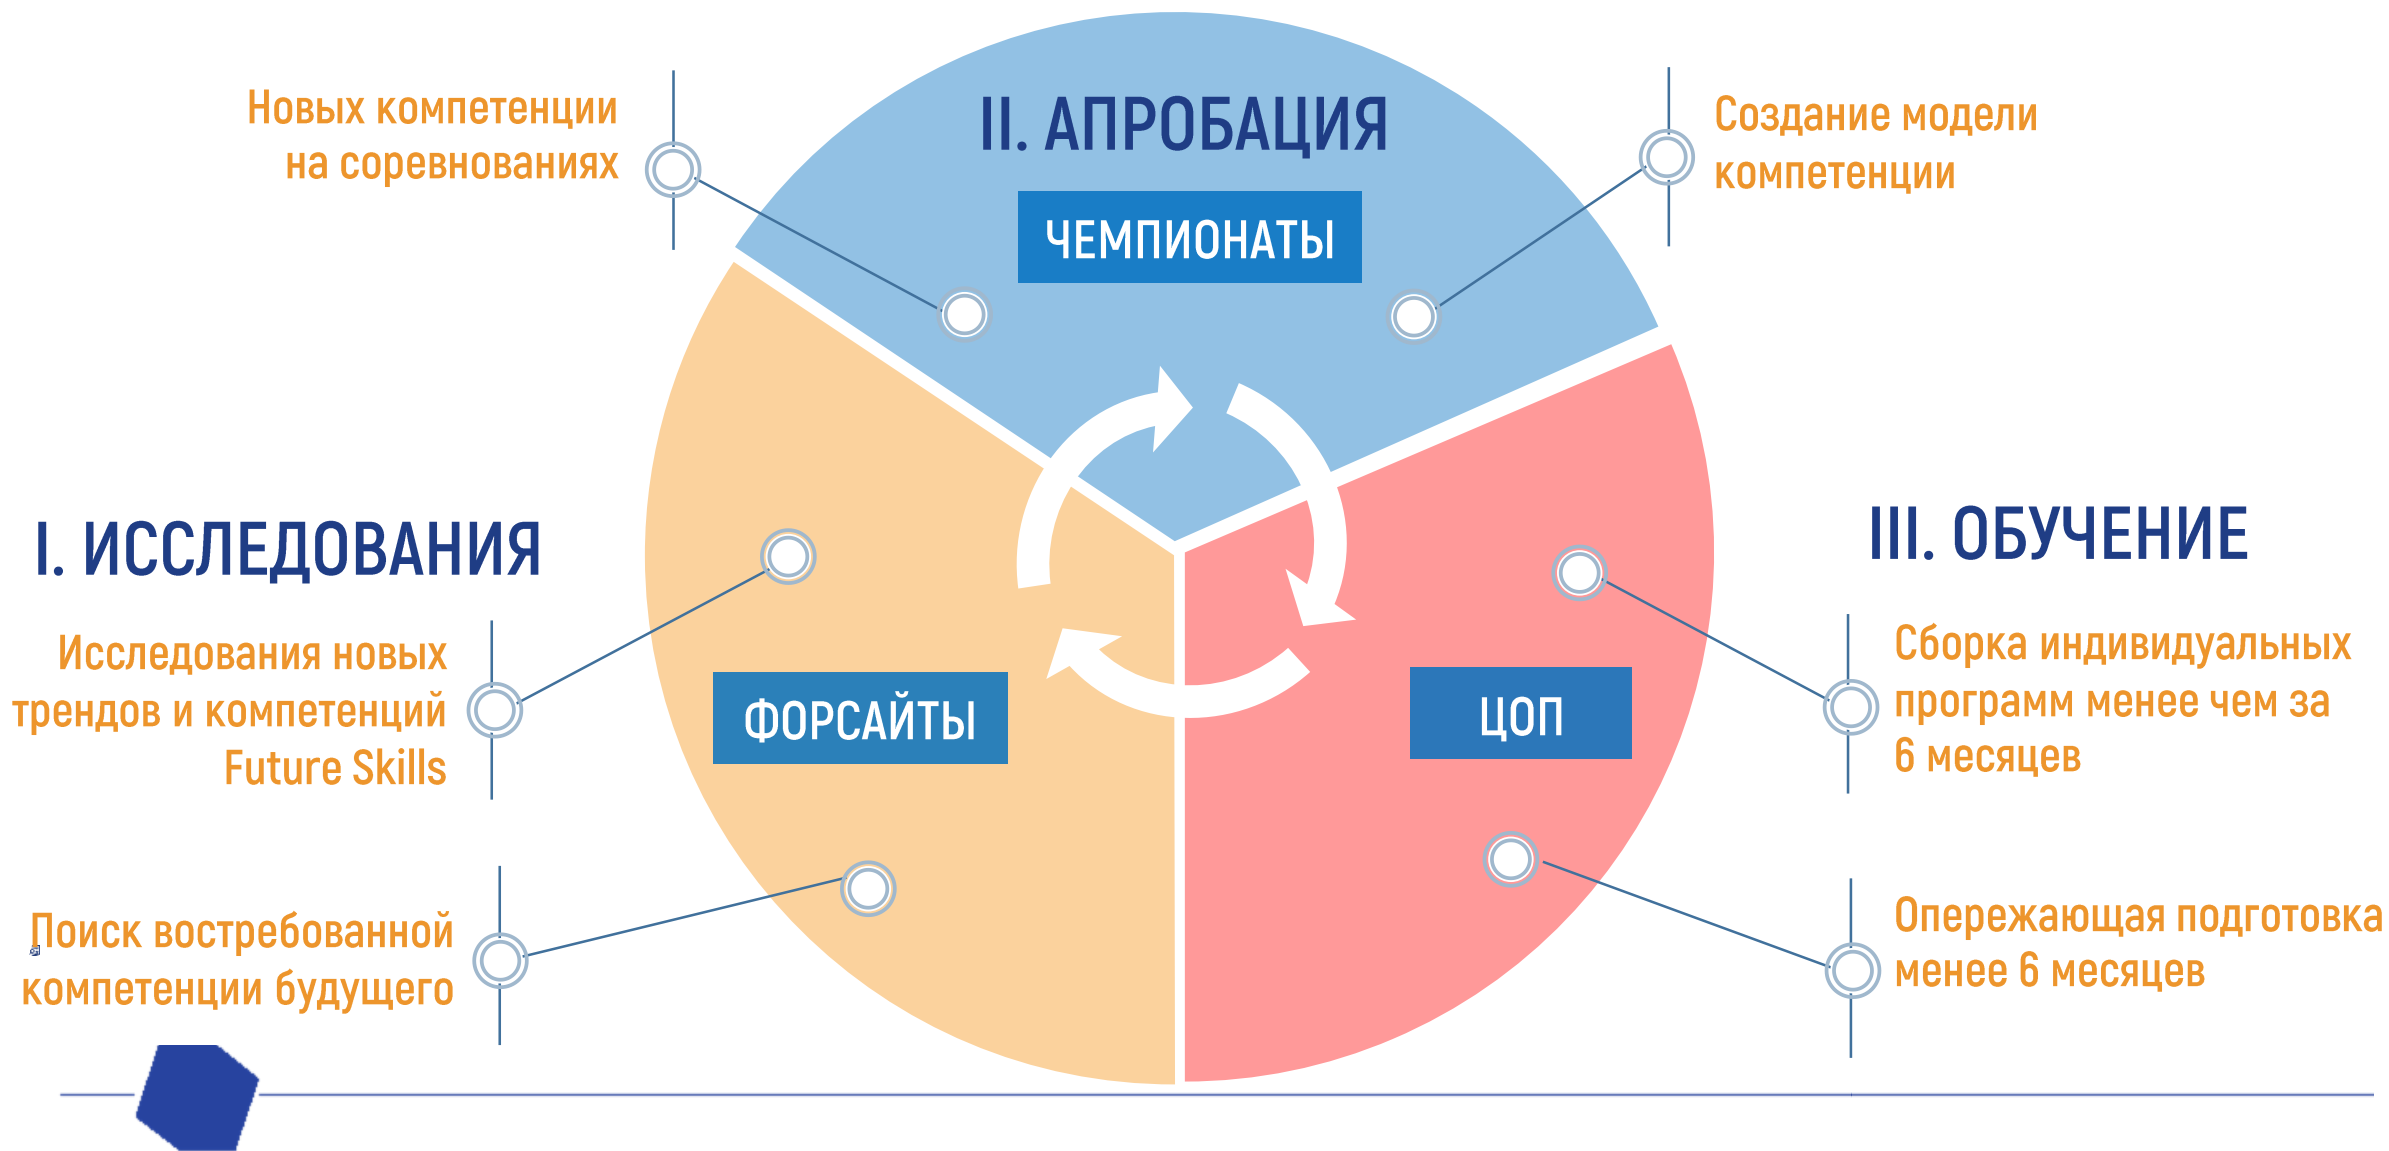 Новых компетенции
на соревнованиях
II. АПРОБАЦИЯ
ЧЕМПИОНАТЫ
Создание модели
компетенции
I. ИССЛЕДОВАНИЯ
Исследования новых
трендов и компетенций
Future Skills
Поиск востребованной
компетенции будущего
ФОРСАЙТЫ
ЦОП
III. ОБУЧЕНИЕ
Сборка индивидуальных
программ менее чем за
6 месяцев
Опережающая подготовка
менее 6 месяцев